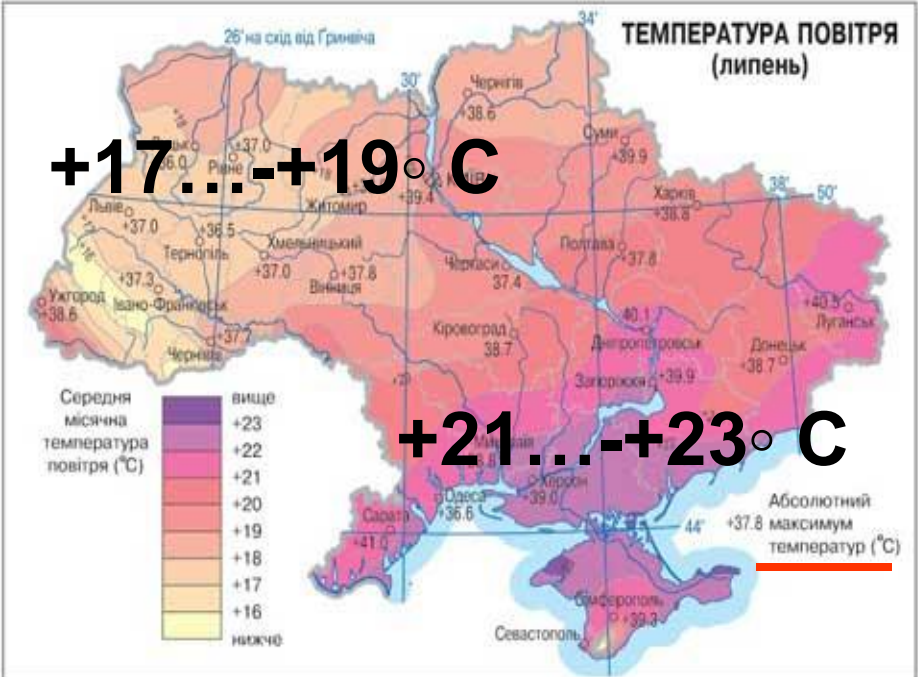 ТЕМПЕРАТУРА ПОВІТРЯ
(липень)
26° на схід від Ґринвіча
30°
34°
38°
50°
44°
Чернігів
+38.6
Суми
+39.9
+18
+37.0
Рівне
+17…-+19° С
+39.4
Житомир
Харків
+38.8
Львів
+37.0
+36.5
Тернопіль
Хмельницький
+37.0
+37.8
Вінниця
Черкаси
37.4
Полтава
+37.8
+17
+16
+37.3
Івано-Франковськ
Ужгород
+38.6
+37.7
Кіровоград
38.7
40.1
Дніпропетровськ
+40.5
Луганськ
Донецьк
+38.7
Запоріжжя
+39.9
+21…-+23° С
Херсон
+39.0
Одеса
+36.6
Сарата
+41.0
Сімферополь
+39.3
Севастополь
Середня
місячна
температура
повітря (°С)
вище
+23
+22
+21
+20
+19
+18
+17
+16
нижче
+37.8
Абсолютний
максимум
температур (°С)